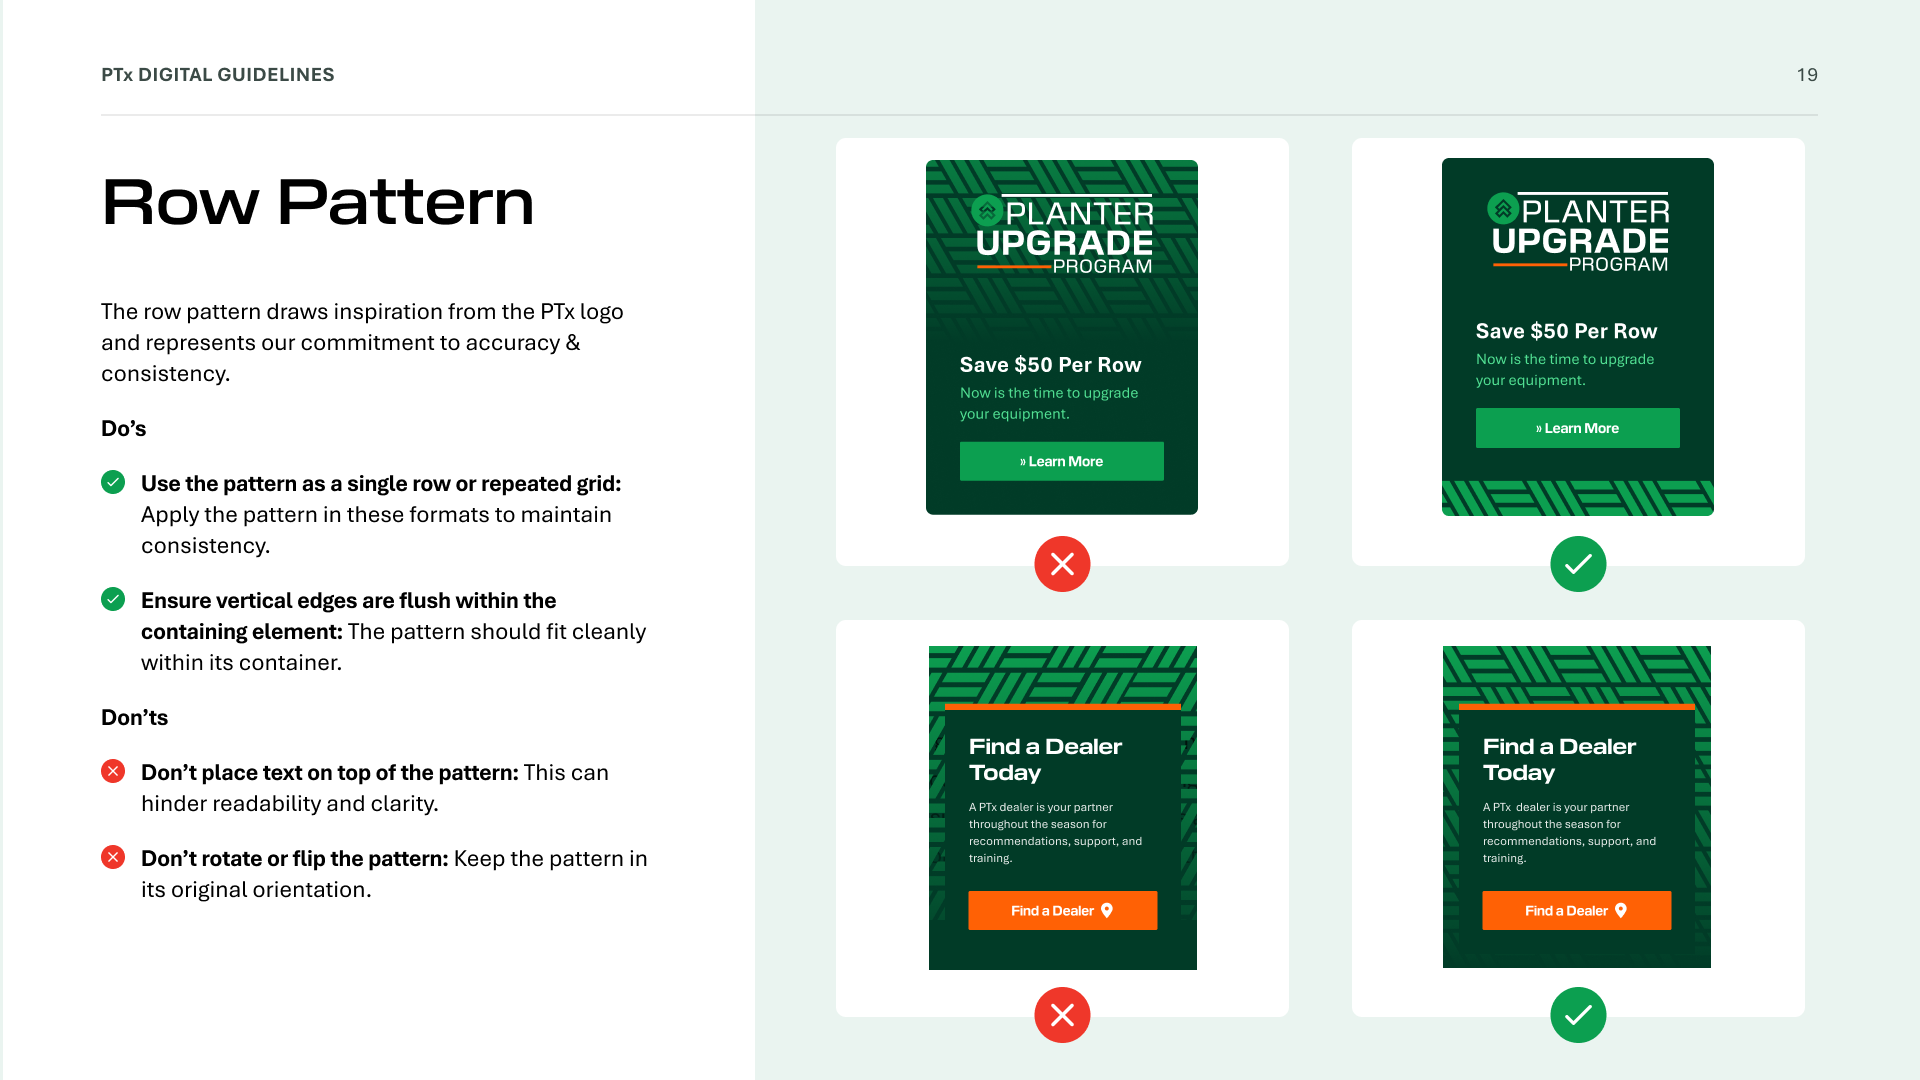 PTx DIGITAL GUIDELINES
19
Row Pattern
The row pattern draws inspiration from the PTx logo
and represents our commitment to accuracy &
consistency.
Do’s
Use the pattern as a single row or repeated grid:
Apply the pattern in these formats to maintain
consistency.
Ensure vertical edges are flush within the
containing element: The pattern should fit cleanly
within its container.
Don’ts
Don’t place text on top of the pattern: This can
hinder readability and clarity.
Don’t rotate or flip the pattern: Keep the pattern in
its original orientation.
PLANTER
UPGRADE
PROGRAM
Save $50 Per Row
Now is the time to upgrade
your equipment.
» Learn More
PLANTER
UPGRADE
PROGRAM
Save $50 Per Row
Now is the time to upgrade
your equipment.
» Learn More
Find a Dealer
Today
A PTx dealer is your partner
throughout the season for
recommendations, support, and
training.
Find a Dealer
Find a Dealer
Today
A PTx dealer is your partner
throughout the season for
recommendations, support, and
training.
Find a Dealer